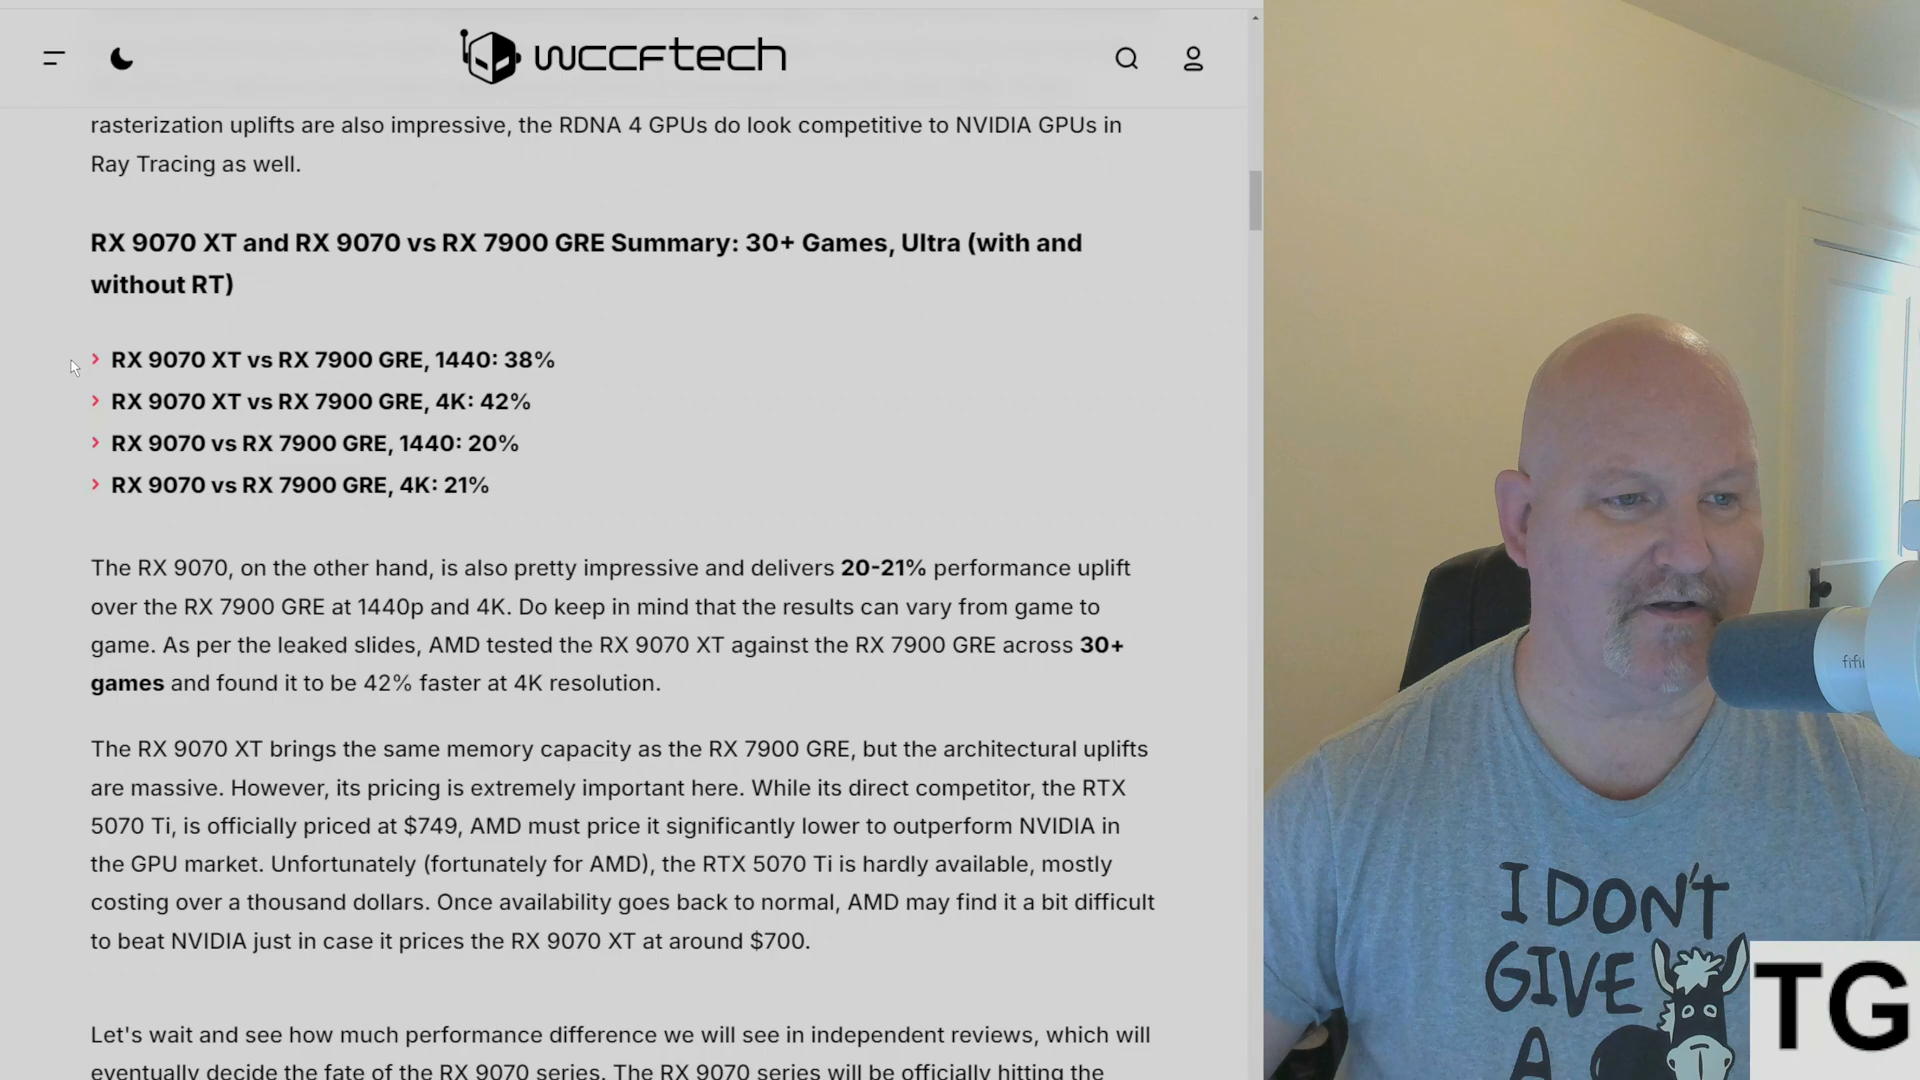 wccftech
rasterization uplifts are also impressive, the RDNA 4 GPUs do look competitive to NVIDIA GPUs in
Ray Tracing as well.
RX 9070 XT and RX 9070 vs RX 7900 GRE Summary: 30+ Games, Ultra (with and
without RT)
RX 9070 XT vs RX 7900 GRE, 1440: 38%
RX 9070 XT vs RX 7900 GRE, 4K: 42%
RX 9070 vs RX 7900 GRE, 1440: 20%
RX 9070 vs RX 7900 GRE, 4K: 21%
The RX 9070, on the other hand, is also pretty impressive and delivers 20-21% performance uplift
over the RX 7900 GRE at 1440p and 4K. Do keep in mind that the results can vary from game to
game. As per the leaked slides, AMD tested the RX 9070 XT against the RX 7900 GRE across 30+
games and found it to be 42% faster at 4K resolution.
The RX 9070 XT brings the same memory capacity as the RX 7900 GRE, but the architectural uplifts
are massive. However, its pricing is extremely important here. While its direct competitor, the RTX
5070 Ti, is officially priced at $749, AMD must price it significantly lower to outperform NVIDIA in
the GPU market. Unfortunately (fortunately for AMD), the RTX 5070 Ti is hardly available, mostly
costing over a thousand dollars. Once availability goes back to normal, AMD may find it a bit difficult
to beat NVIDIA just in case it prices the RX 9070 XT at around $700.
Let's wait and see how much performance difference we will see in independent reviews, which will
eventually decide the fate of the RX 9070 series. The RX 9070 series will be officially hitting the
I DON'T
GIVE
A
TG